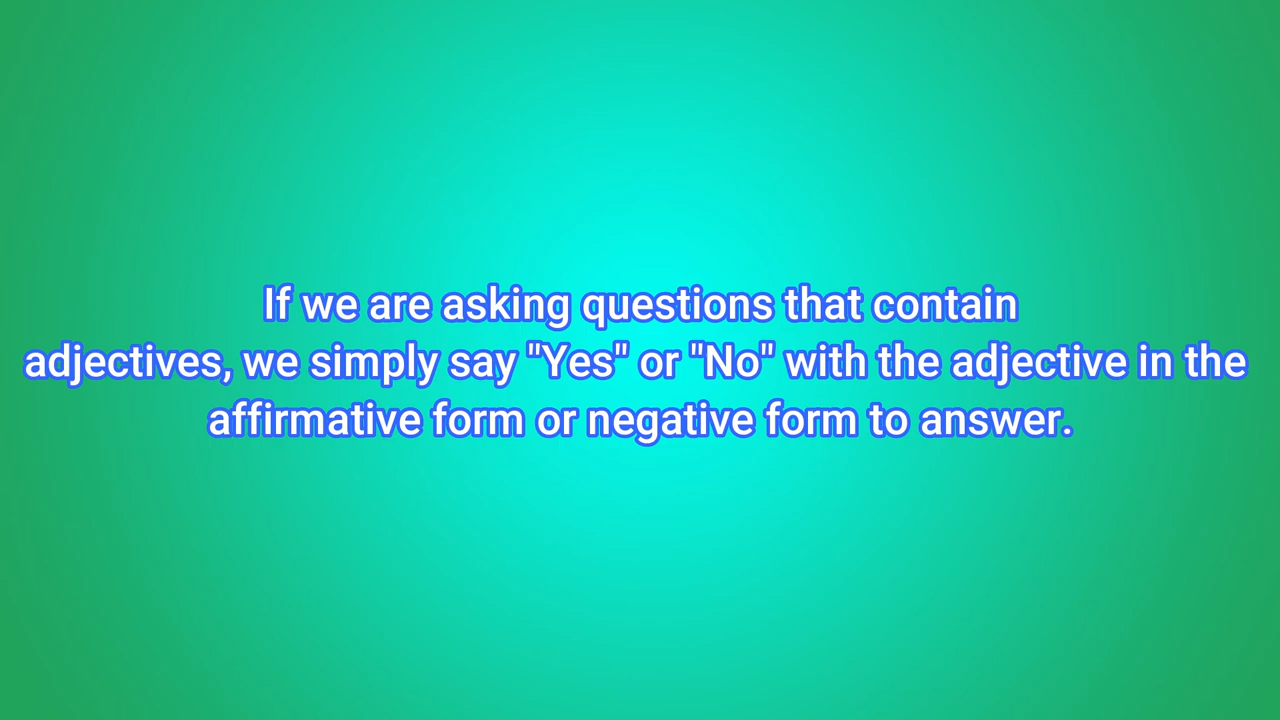 If we are asking questions that contain
adjectives, we simply say "Yes" or "No" with the adjective in the
affirmative form or negative form to answer.